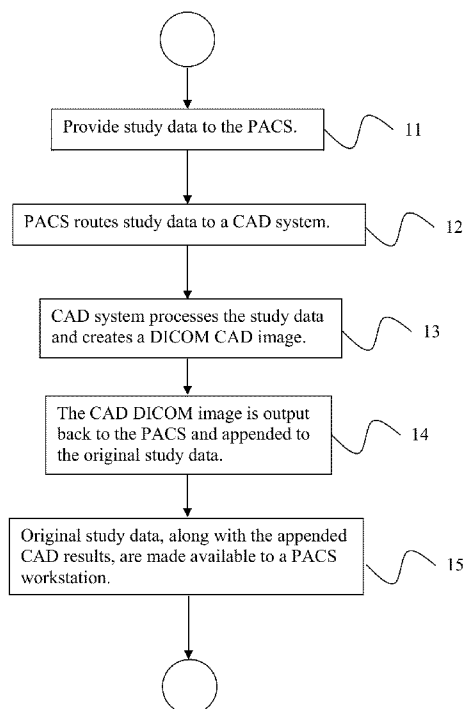 Provide study data to the PACS.
11
PACS routes study data to a CAD system.
12
CAD system processes the study data
and creates a DICOM CAD image.
13
The CAD DICOM image is output
back to the PACS and appended to
the original study data.
14
Original study data, along with the appended
CAD results, are made available to a PACS
workstation.
15